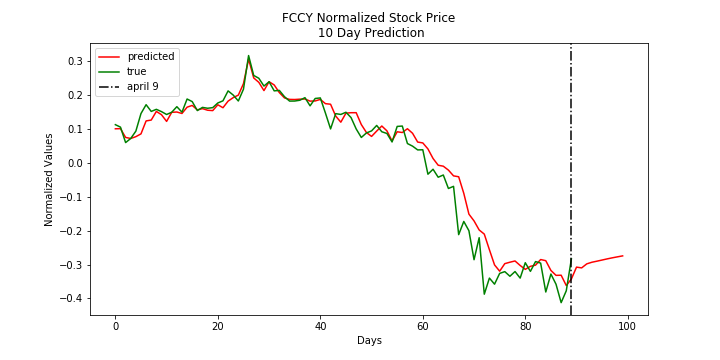 FCCY Normalized Stock Price
10 Day Prediction
predicted
true
april 9
Normalized Values
0.3
0.2
0.1
0.0
−0.1
−0.2
−0.3
−0.4
0 20 40 60 80 100
Days